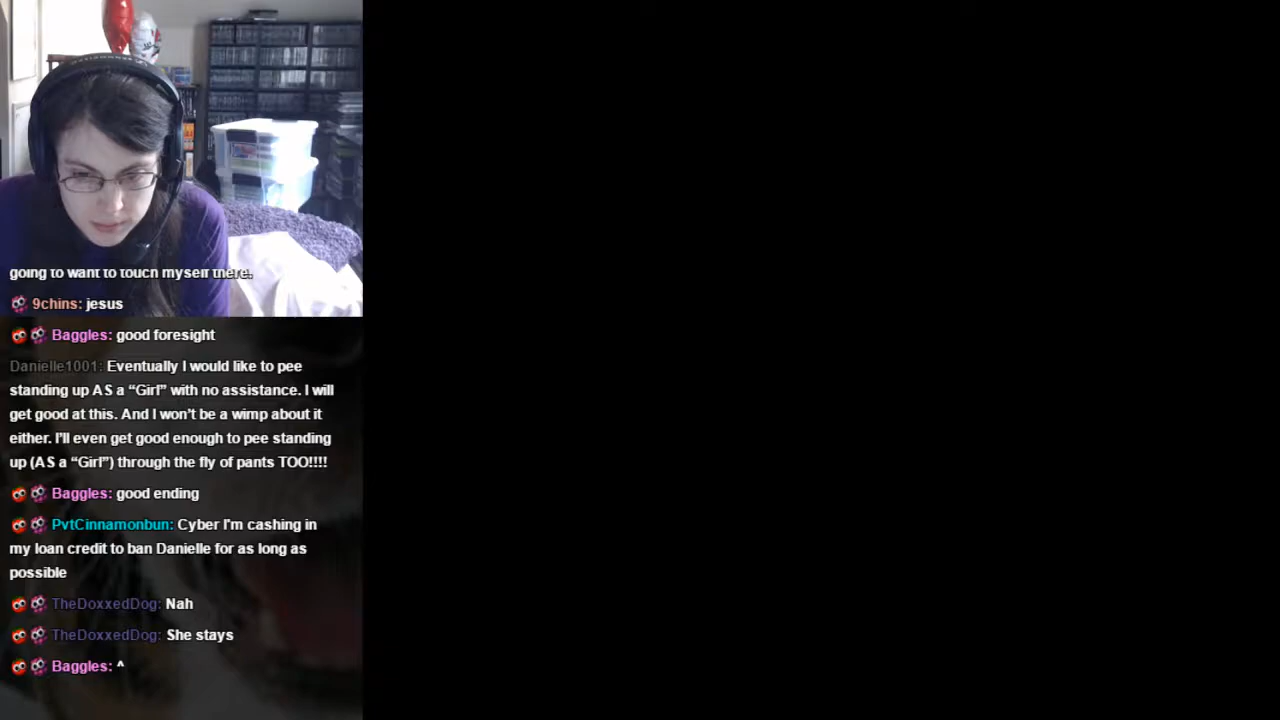 going to want to touch myself there.
9chins: jesus
Baggles: good foresight
Danielle1001: Eventually I would like to pee
standing up AS a “Girl” with no assistance. I will
get good at this. And I won’t be a wimp about it
either. I’ll even get good enough to pee standing
up (AS a “Girl”) through the fly of pants TOO!!!!
Baggles: good ending
PvtCinnamonbun: Cyber I'm cashing in
my loan credit to ban Danielle for as long as
possible
TheDoxxedDog: Nah
TheDoxxedDog: She stays
Baggles: ^